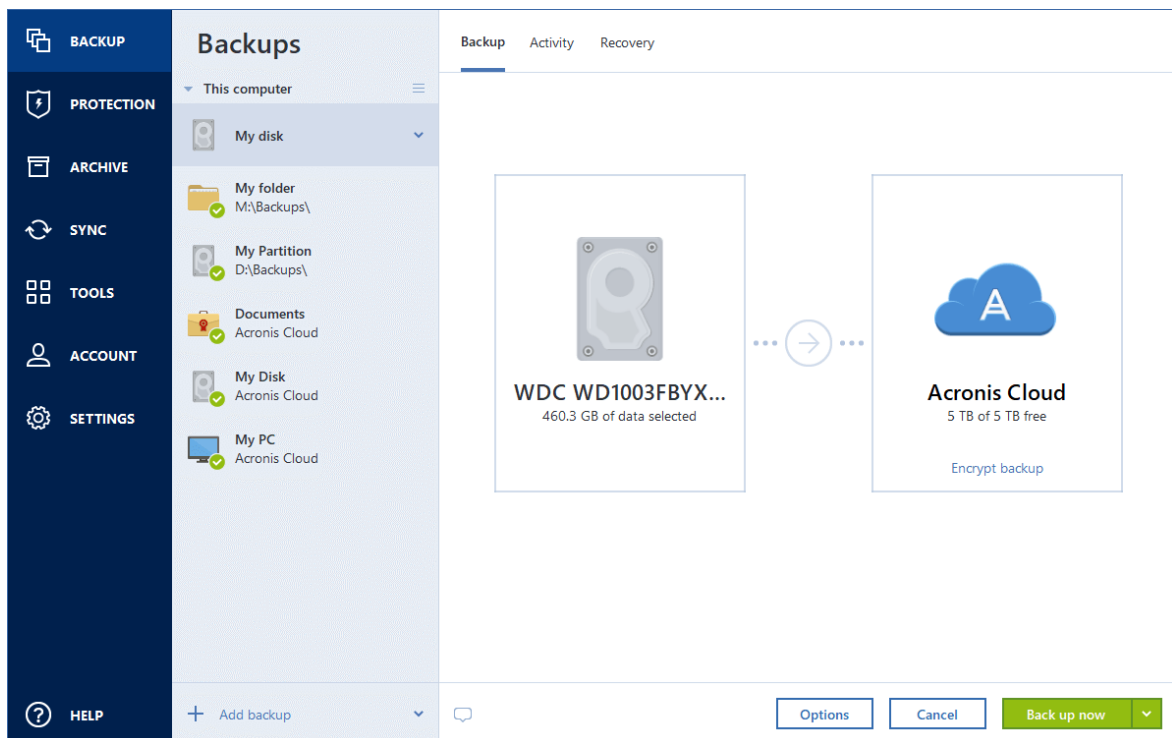 BACKUP
PROTECTION
ARCHIVE
SYNC
TOOLS
ACCOUNT
SETTINGS
HELP
Backups
This computer
My disk
My folder
M:\Backups\
My Partition
D:\Backups\
Documents
Acronis Cloud
My Disk
Acronis Cloud
My PC
Acronis Cloud
Add backup
Backup Activity Recovery
WDC WD1003FBYX...
460.3 GB of data selected
A
Acronis Cloud
5 TB of 5 TB free
Encrypt backup
Options Cancel Back up now